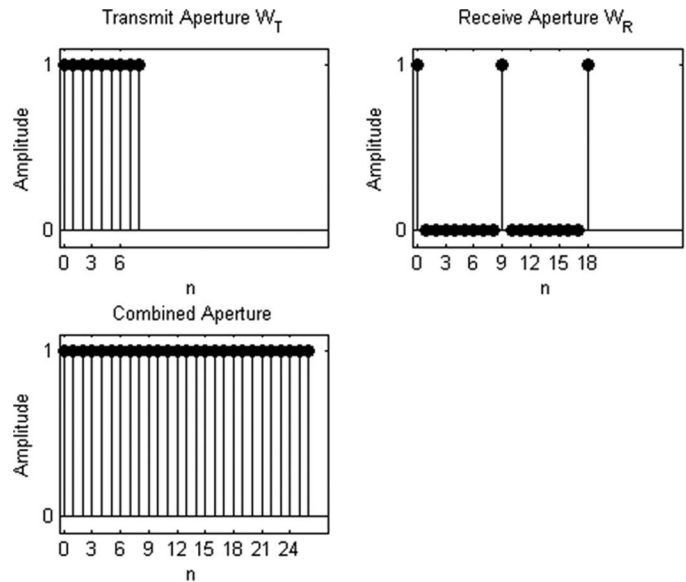 Transmit Aperture W_T
Amplitude
1
0
0 3 6
n
Receive Aperture W_R
Amplitude
1
0
0 3 6 9 12 15 18
n
Combined Aperture
Amplitude
1
0
0 3 6 9 12 15 18 21 24
n